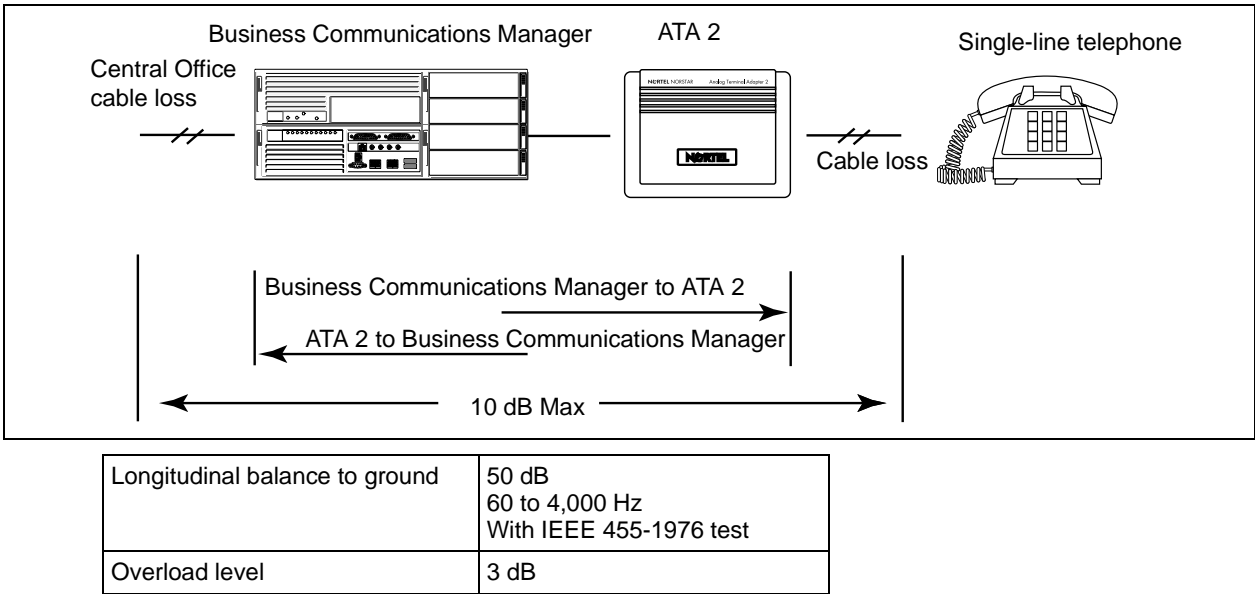 Business Communications Manager
ATA 2
Single-line telephone
Central Office
cable loss
NORTEL NORSTAR Analog Terminal Adapter 2
NORTEL
Cable loss
Business Communications Manager to ATA 2
ATA 2 to Business Communications Manager
10 dB Max
Longitudinal balance to ground
50 dB
60 to 4,000 Hz
With IEEE 455-1976 test
Overload level
3 dB